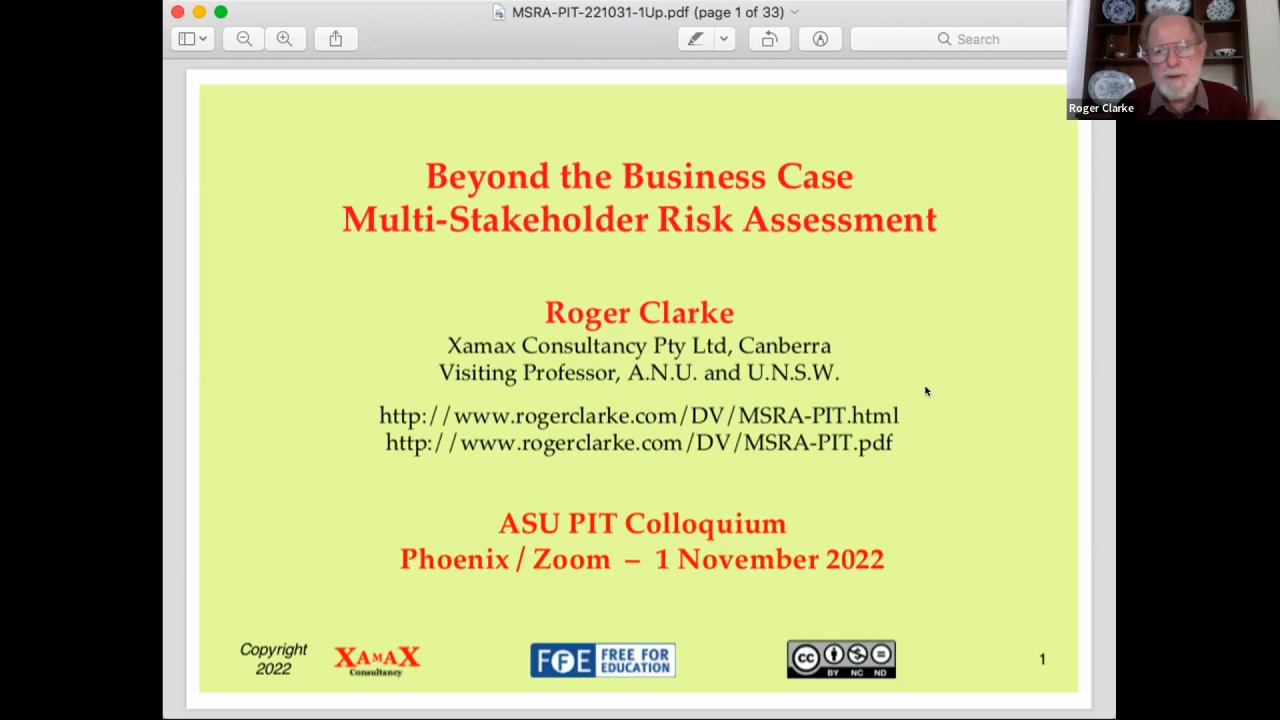 MSRA-PIT-221031-1Up.pdf (page 1 of 33)
Search
Roger Clarke
Beyond the Business Case
Multi-Stakeholder Risk Assessment
Roger Clarke
Xamax Consultancy Pty Ltd, Canberra
Visiting Professor, A.N.U. and U.N.S.W.
http://www.rogerclarke.com/DV/MSRA-PIT.html
http://www.rogerclarke.com/DV/MSRA-PIT.pdf
ASU PIT Colloquium
Phoenix / Zoom – 1 November 2022
Copyright
2022
XAMAX
Consultancy
FFE FREE FOR
EDUCATION
CC BY NC ND
1